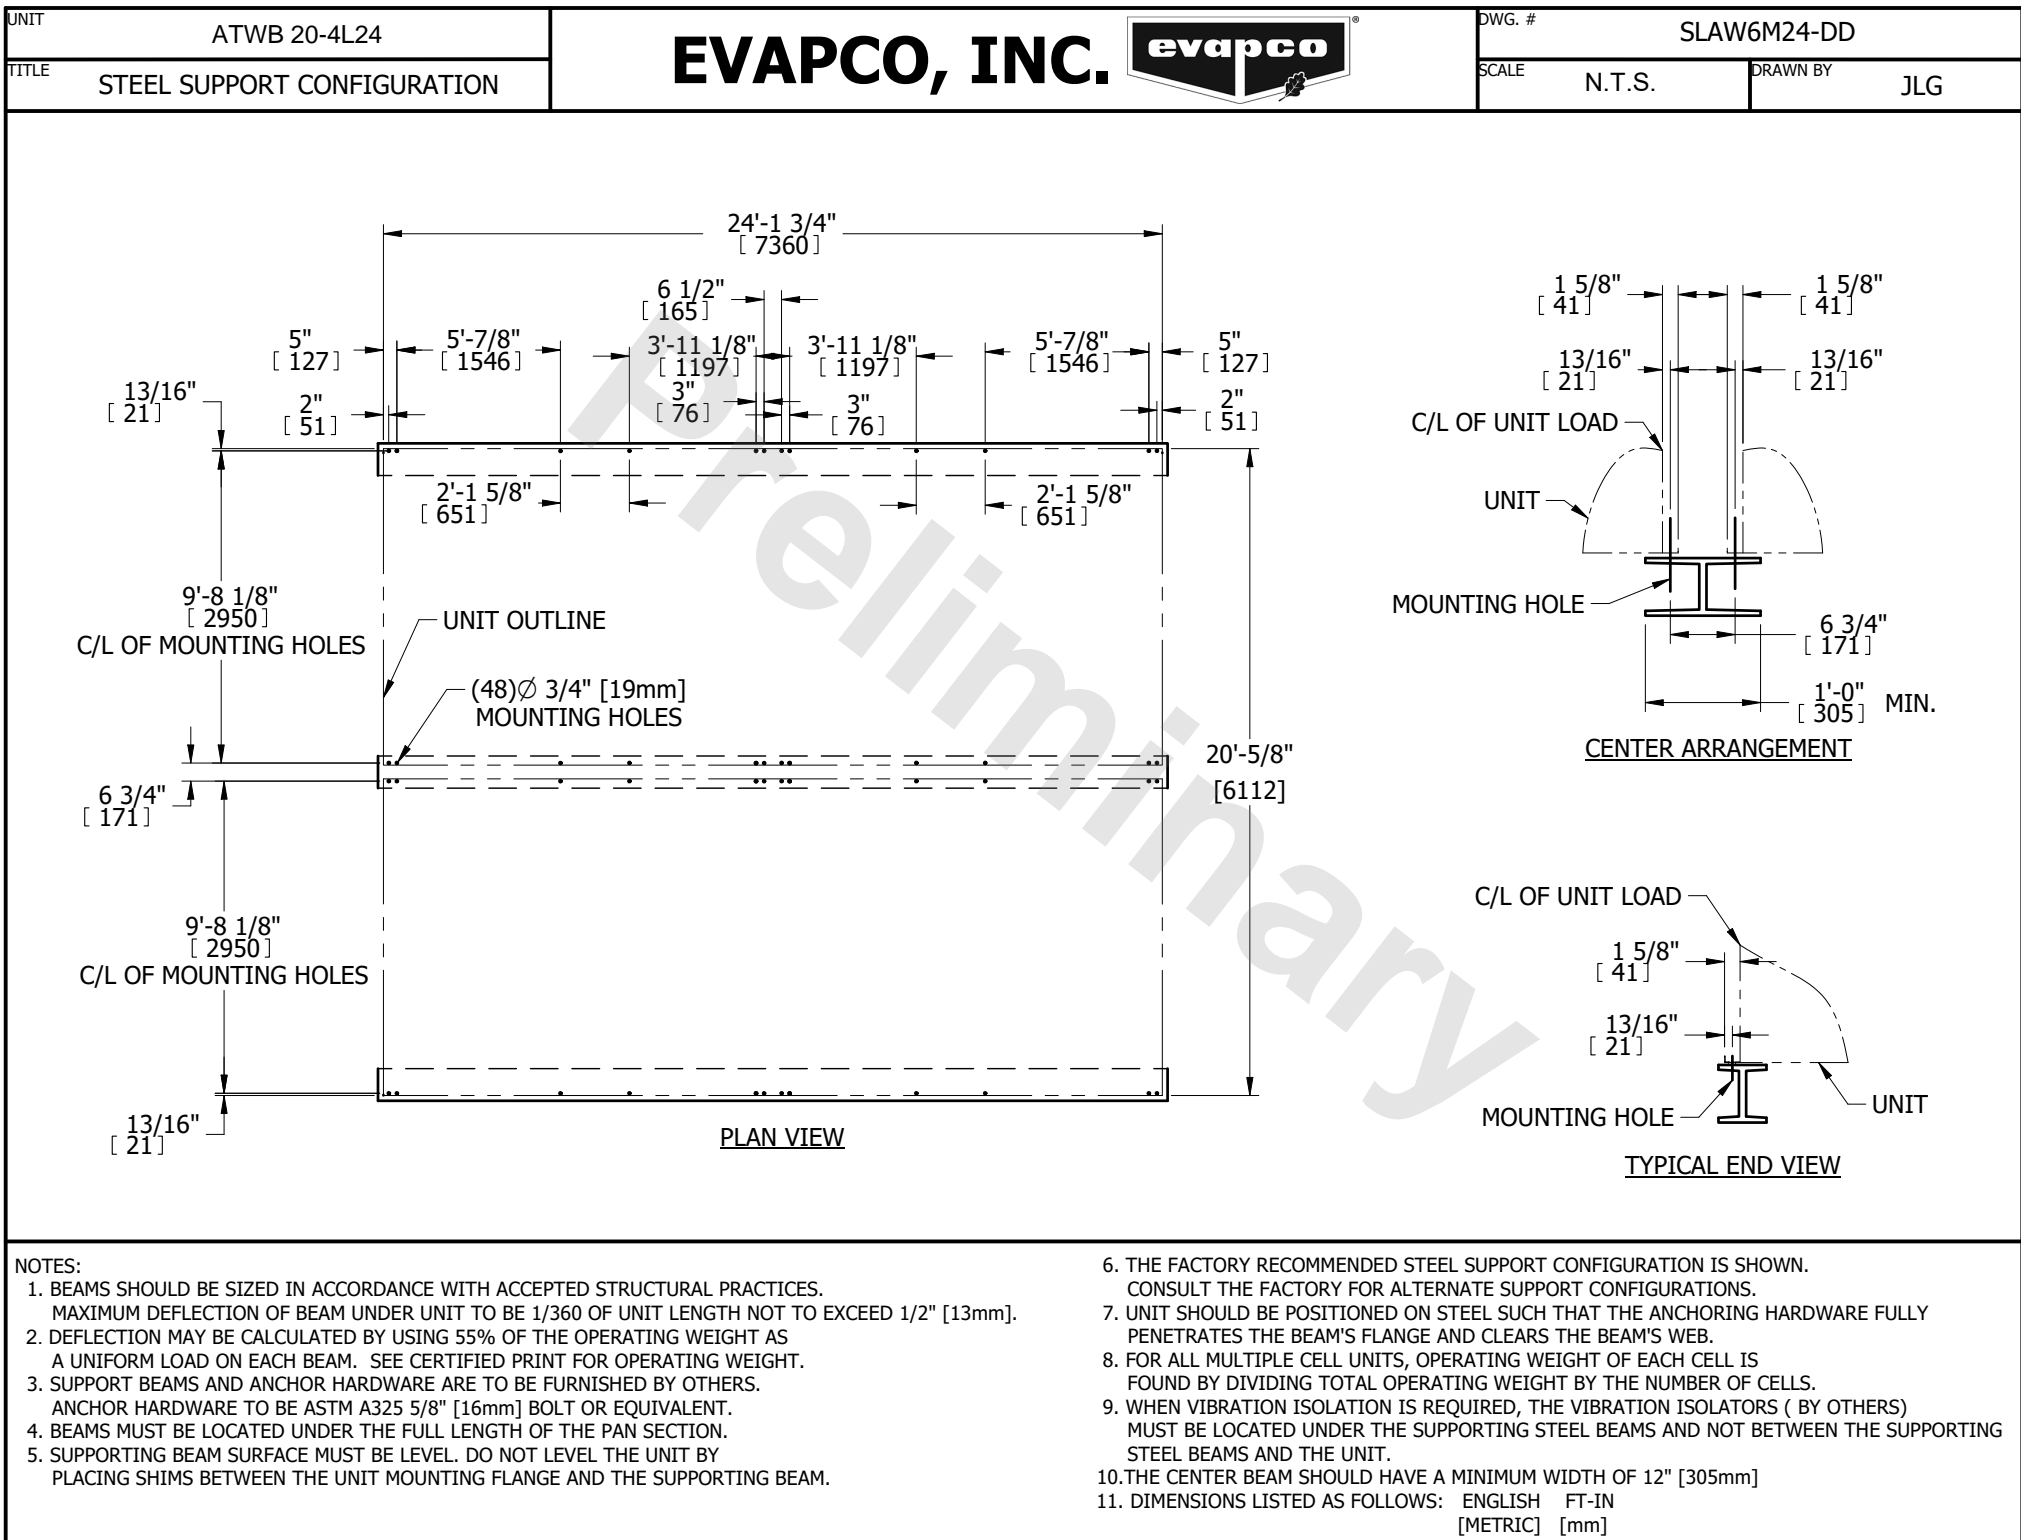 UNIT
ATWB 20-4L24
TITLE
STEEL SUPPORT CONFIGURATION
EVAPCO, INC.
evapco
®
DWG. #
SLAW6M24-DD
SCALE
N.T.S.
DRAWN BY
JLG
24'-1 3/4"
[ 7360]
6 1/2"
[ 165]
5"
[ 127]
5'-7/8"
[ 1546]
3'-11 1/8"
[ 1197]
3'-11 1/8"
[ 1197]
5'-7/8"
[ 1546]
5"
[ 127]
13/16"
[ 21]
2"
[ 51]
3"
[ 76]
3"
[ 76]
2"
[ 51]
2'-1 5/8"
[ 651]
2'-1 5/8"
[ 651]
9'-8 1/8"
[ 2950]
C/L OF MOUNTING HOLES
UNIT OUTLINE
(48)Ø 3/4" [19mm]
MOUNTING HOLES
6 3/4"
[ 171]
20'-5/8"
[6112]
9'-8 1/8"
[ 2950]
C/L OF MOUNTING HOLES
13/16"
[ 21]
PLAN VIEW
Preliminary
1 5/8"
[ 41]
1 5/8"
[ 41]
13/16"
[ 21]
13/16"
[ 21]
C/L OF UNIT LOAD
UNIT
MOUNTING HOLE
6 3/4"
[ 171]
1'-0"
[ 305]
MIN.
CENTER ARRANGEMENT
C/L OF UNIT LOAD
1 5/8"
[ 41]
13/16"
[ 21]
MOUNTING HOLE
UNIT
TYPICAL END VIEW
NOTES:
1. BEAMS SHOULD BE SIZED IN ACCORDANCE WITH ACCEPTED STRUCTURAL PRACTICES.
MAXIMUM DEFLECTION OF BEAM UNDER UNIT TO BE 1/360 OF UNIT LENGTH NOT TO EXCEED 1/2" [13mm].
2. DEFLECTION MAY BE CALCULATED BY USING 55% OF THE OPERATING WEIGHT AS
A UNIFORM LOAD ON EACH BEAM. SEE CERTIFIED PRINT FOR OPERATING WEIGHT.
3. SUPPORT BEAMS AND ANCHOR HARDWARE ARE TO BE FURNISHED BY OTHERS.
ANCHOR HARDWARE TO BE ASTM A325 5/8" [16mm] BOLT OR EQUIVALENT.
4. BEAMS MUST BE LOCATED UNDER THE FULL LENGTH OF THE PAN SECTION.
5. SUPPORTING BEAM SURFACE MUST BE LEVEL. DO NOT LEVEL THE UNIT BY
PLACING SHIMS BETWEEN THE UNIT MOUNTING FLANGE AND THE SUPPORTING BEAM.
6. THE FACTORY RECOMMENDED STEEL SUPPORT CONFIGURATION IS SHOWN.
CONSULT THE FACTORY FOR ALTERNATE SUPPORT CONFIGURATIONS.
7. UNIT SHOULD BE POSITIONED ON STEEL SUCH THAT THE ANCHORING HARDWARE FULLY
PENETRATES THE BEAM'S FLANGE AND CLEARS THE BEAM'S WEB.
8. FOR ALL MULTIPLE CELL UNITS, OPERATING WEIGHT OF EACH CELL IS
FOUND BY DIVIDING TOTAL OPERATING WEIGHT BY THE NUMBER OF CELLS.
9. WHEN VIBRATION ISOLATION IS REQUIRED, THE VIBRATION ISOLATORS ( BY OTHERS)
MUST BE LOCATED UNDER THE SUPPORTING STEEL BEAMS AND NOT BETWEEN THE SUPPORTING
STEEL BEAMS AND THE UNIT.
10.THE CENTER BEAM SHOULD HAVE A MINIMUM WIDTH OF 12" [305mm]
11. DIMENSIONS LISTED AS FOLLOWS: ENGLISH FT-IN
[METRIC] [mm]